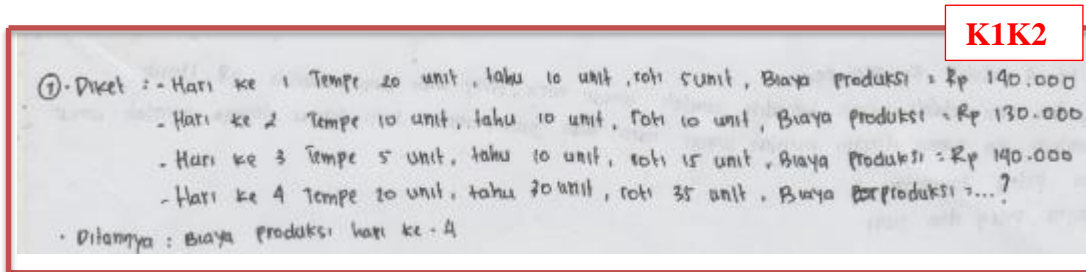 K1K2
① · Diket : - Hari ke 1 Tempe 20 unit, tahu 10 unit, roti 5 unit, Biaya Produksi = Rp 140.000
- Hari ke 2 Tempe 10 unit, tahu 10 unit, roti 10 unit, Biaya produksi = Rp 130.000
- Hari ke 3 Tempe 5 unit, tahu 10 unit, roti 15 unit, Biaya Produksi = Rp 140.000
- Hari ke 4 Tempe 20 unit, tahu 30 unit, roti 35 unit, Biaya produksi = ... ?
· Ditannya : Biaya produksi hari ke - 4